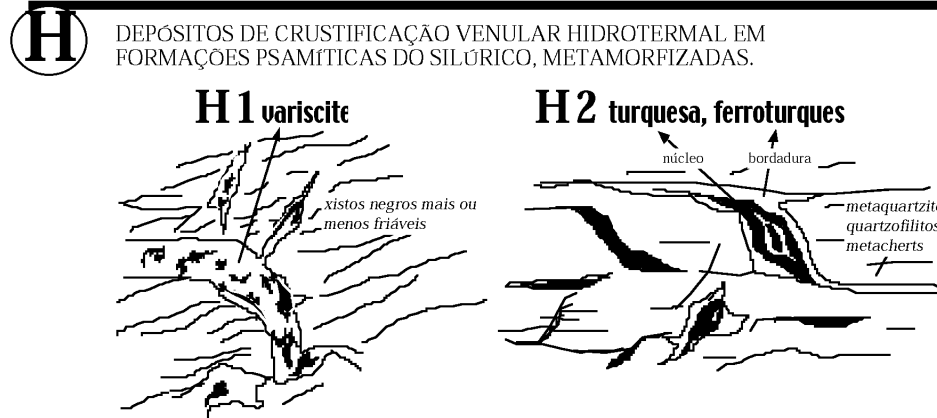 H
DEPÓSITOS DE CRUSTIFICAÇÃO VENULAR HIDROTERMAL EM
FORMAÇÕES PSAMÍTICAS DO SILÚRICO, METAMORFIZADAS.
H1 variscite
H2 turquesa, ferroturques
núcleo
bordadura
xistos negros mais ou
menos friáveis
metaquartzite
quartzofilitos
metacherts